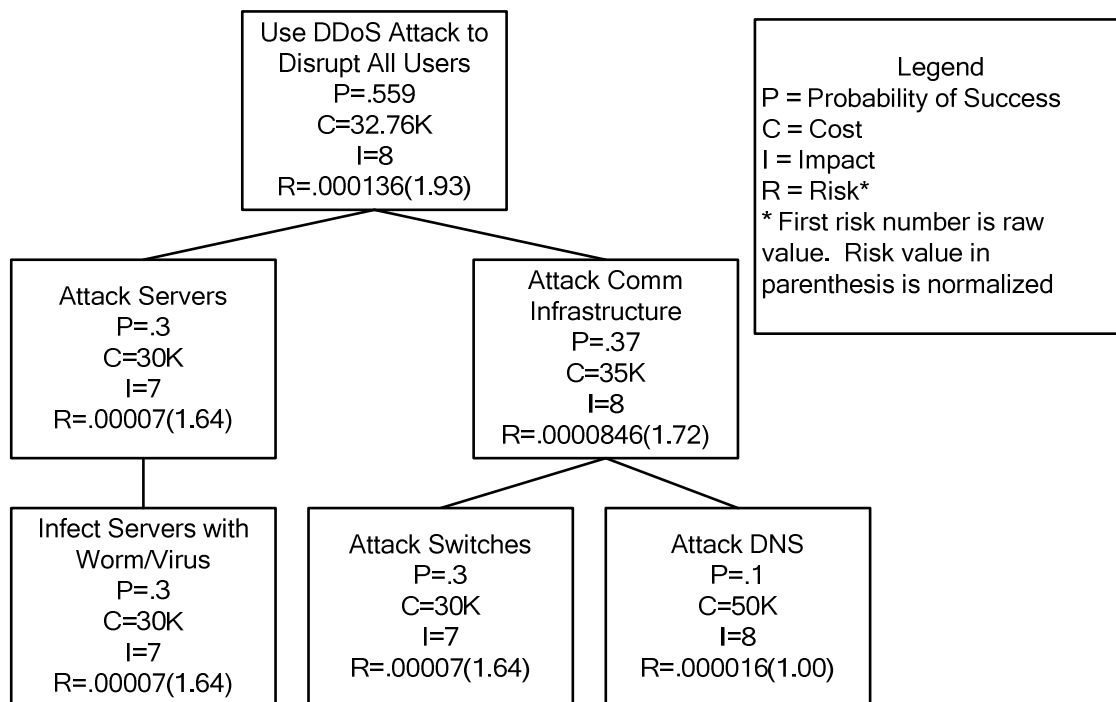 Use DDoS Attack to
Disrupt All Users
P=.559
C=32.76K
I=8
R=.000136(1.93)
Legend
P = Probability of Success
C = Cost
I = Impact
R = Risk*
* First risk number is raw
value.  Risk value in
parenthesis is normalized
Attack Servers
P=.3
C=30K
I=7
R=.00007(1.64)
Attack Comm
Infrastructure
P=.37
C=35K
I=8
R=.0000846(1.72)
Infect Servers with
Worm/Virus
P=.3
C=30K
I=7
R=.00007(1.64)
Attack Switches
P=.3
C=30K
I=7
R=.00007(1.64)
Attack DNS
P=.1
C=50K
I=8
R=.000016(1.00)